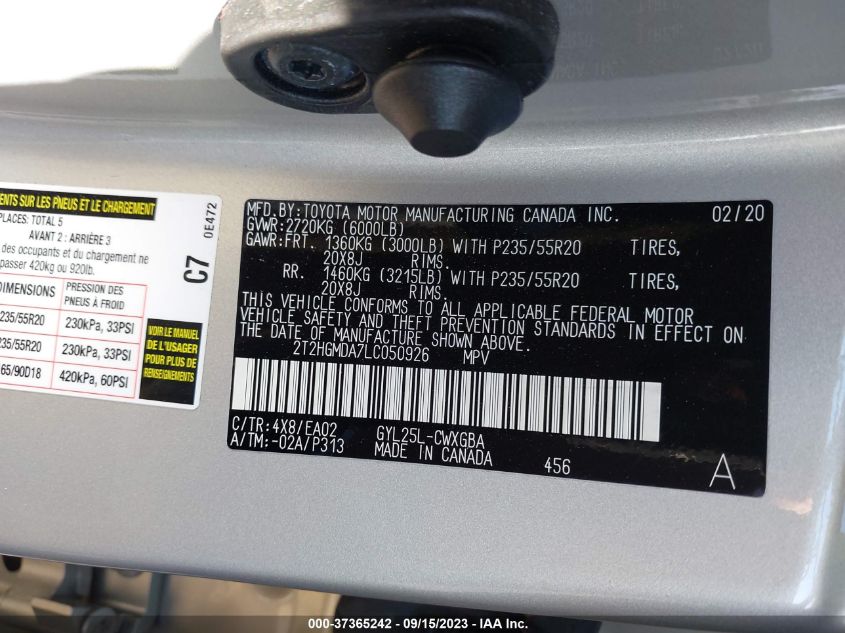 ENTS SUR LES PNEUS ET LE CHARGEMENT
PLACES: TOTAL 5
AVANT 2 : ARRIÈRE 3
des occupants et du chargement ne
passer 420kg ou 920lb.
DIMENSIONS
PRESSION DES PNEUS À FROID
235/55R20 230kPa, 33PSI
235/55R20 230kPa, 33PSI
65/90D18 420kPa, 60PSI
VOIR LE MANUEL
DE L'USAGER
POUR PLUS DE
RENSEIGNEMENTS
C7
0E472
MFD.BY:TOYOTA MOTOR MANUFACTURING CANADA INC. 02/20
GVWR:2720KG (6000LB)
GAWR:FRT. 1360KG (3000LB) WITH P235/55R20 TIRES,
20X8J RIMS.
RR. 1460KG (3215LB) WITH P235/55R20 TIRES,
20X8J RIMS.
THIS VEHICLE CONFORMS TO ALL APPLICABLE FEDERAL MOTOR
VEHICLE SAFETY AND THEFT PREVENTION STANDARDS IN EFFECT ON
THE DATE OF MANUFACTURE SHOWN ABOVE.
2T2HGMDA7LC050926 MPV
C/TR:4X8/EA02 GYL25L-CWXGBA
A/TM:-02A/P313 MADE IN CANADA 456
A
000-37365242 - 09/15/2023 - IAA Inc.